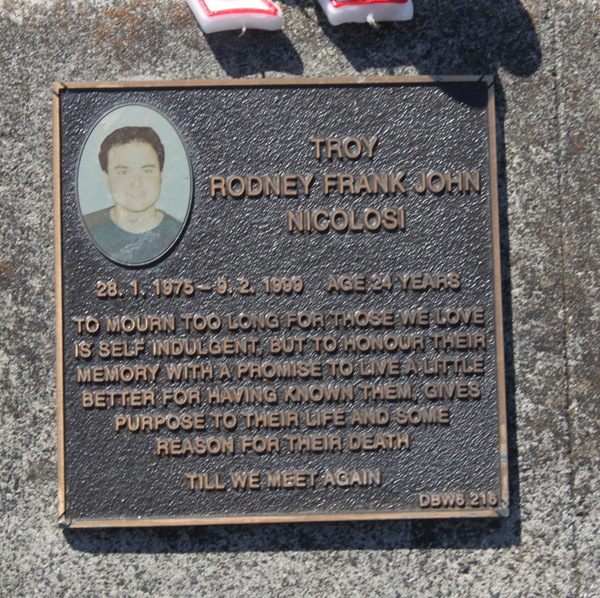 TROY
RODNEY FRANK JOHN
NICOLOSI
28. 1. 1975 - 9. 2. 1999 AGE 24 YEARS
TO MOURN TOO LONG FOR THOSE WE LOVE
IS SELF INDULGENT, BUT TO HONOUR THEIR
MEMORY WITH A PROMISE TO LIVE A LITTLE
BETTER FOR HAVING KNOWN THEM, GIVES
PURPOSE TO THEIR LIFE AND SOME
REASON FOR THEIR DEATH
TILL WE MEET AGAIN
DBW6 216